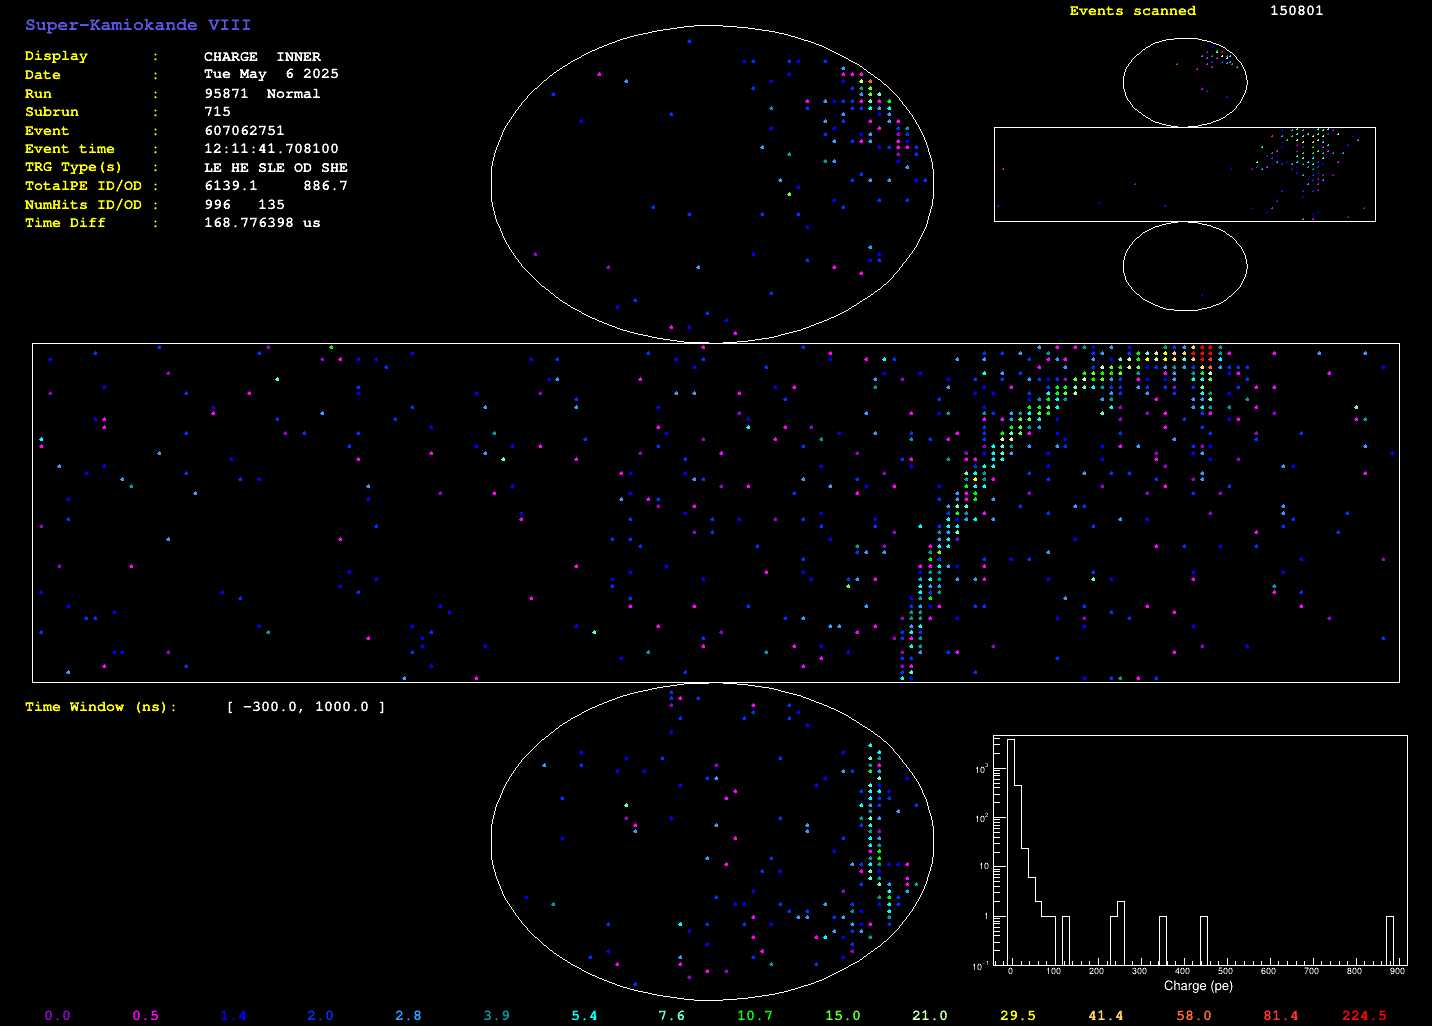 Super-Kamiokande VIII
Display : CHARGE INNER
Date : Tue May 6 2025
Run : 95871 Normal
Subrun : 715
Event : 607062751
Event time : 12:11:41.708100
TRG Type(s) : LE HE SLE OD SHE
TotalPE ID/OD : 6139.1 886.7
NumHits ID/OD : 996 135
Time Diff : 168.776398 us
Events scanned 150801
Time Window (ns): [ -300.0, 1000.0 ]
10³
10²
10
1
10⁻¹
0 100 200 300 400 500 600 700 800 900
Charge (pe)
0.0 0.5 1.4 2.0 2.8 3.9 5.4 7.6 10.7 15.0 21.0 29.5 41.4 58.0 81.4 224.5